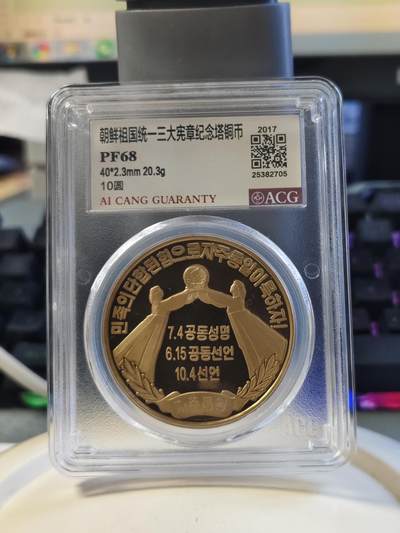 朝鲜祖国统一三大宪章纪念塔铜币
2017
PF68
40*2.3mm 20.3g
10圆
25382705
AI CANG GUARANTY
ACG
민족의 단합된 힘으로 자주통일 이룩하자!
7.4 공동성명
6.15 공동선언
10.4 선언